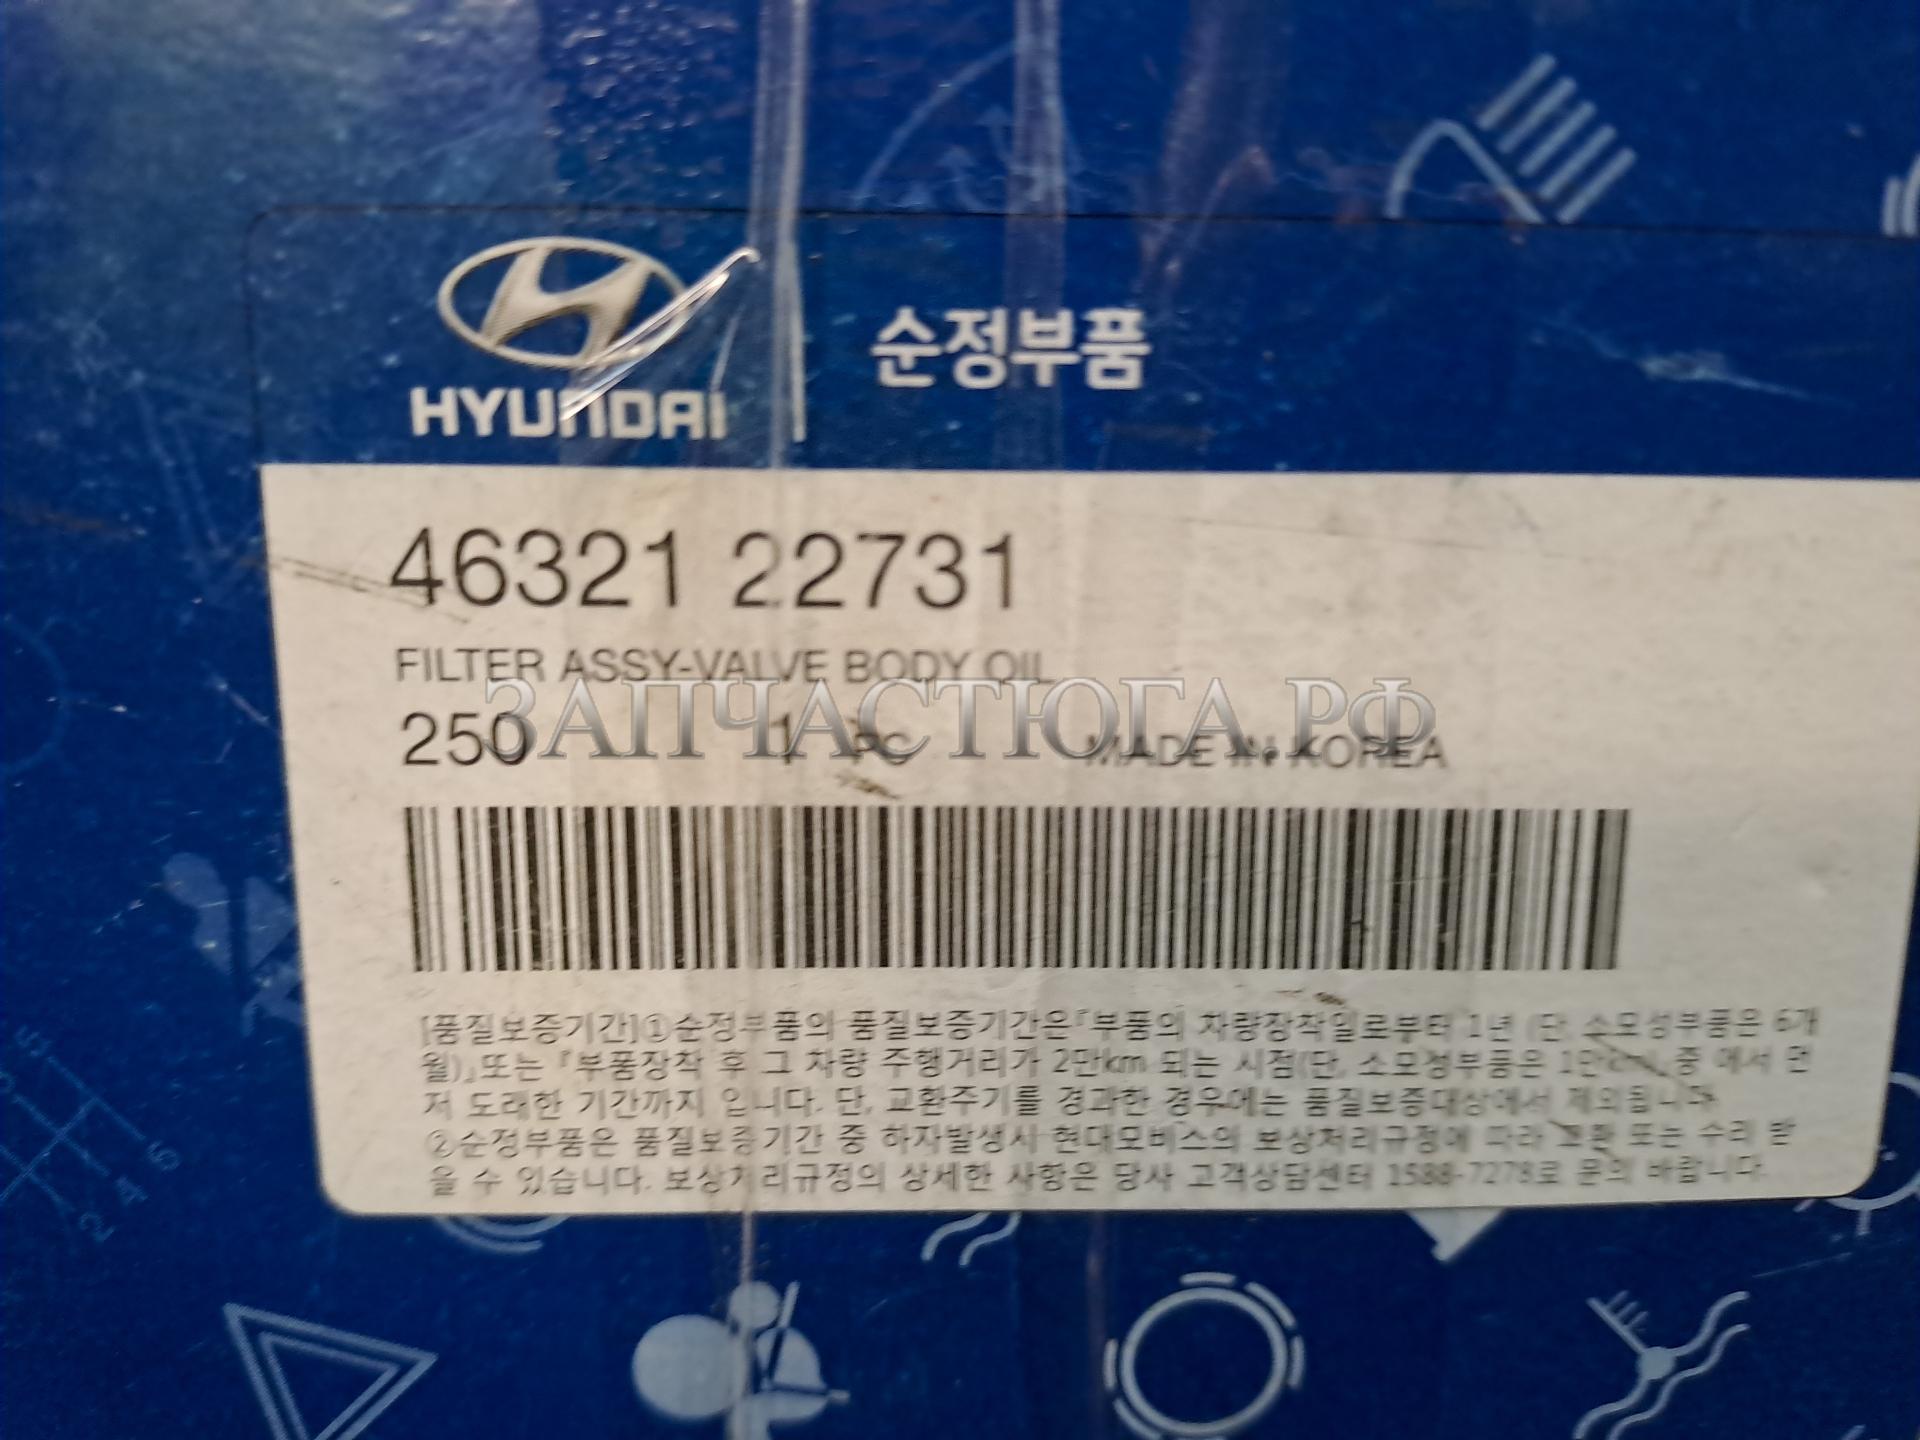 HYUNDAI
순정부품
46321 22731
FILTER ASSY-VALVE BODY OIL
ЗАПЧАСТЮГА.РФ
250 1 PC MADE IN KOREA
[품질보증기간]①순정부품의 품질보증기간은『부품의 차량장착일로부터 1년 (단, 소모성부품은 6개
월)』또는 『부품장착 후 그 차량 주행거리가 2만km 되는 시점(단, 소모성부품은 1만km)』중 에서 먼
저 도래한 기간까지 입니다. 단, 교환주기를 경과한 경우에는 품질보증대상에서 제외됩니다.
②순정부품은 품질보증기간 중 하자발생시 현대모비스의 보상처리규정에 따라 교환 또는 수리 받
을 수 있습니다. 보상처리규정의 상세한 사항은 당사 고객상담센터 1588-7278로 문의 바랍니다.
5
4
2